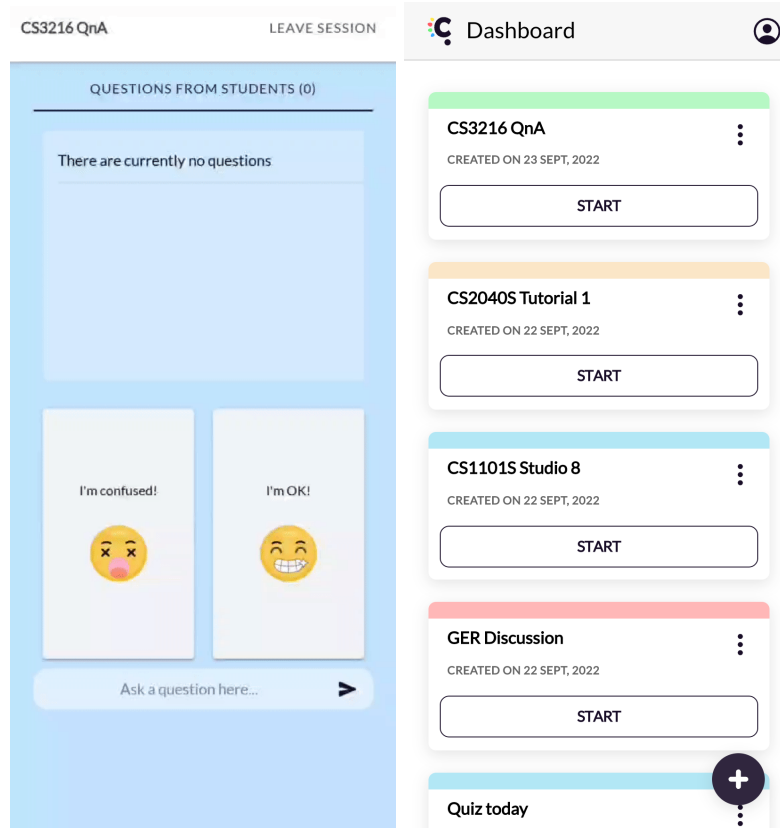 CS3216 QnA
LEAVE SESSION
QUESTIONS FROM STUDENTS (0)
There are currently no questions
I'm confused!
I'm OK!
Ask a question here...
Dashboard
CS3216 QnA
CREATED ON 23 SEPT, 2022
START
CS2040S Tutorial 1
CREATED ON 22 SEPT, 2022
START
CS1101S Studio 8
CREATED ON 22 SEPT, 2022
START
GER Discussion
CREATED ON 22 SEPT, 2022
START
Quiz today